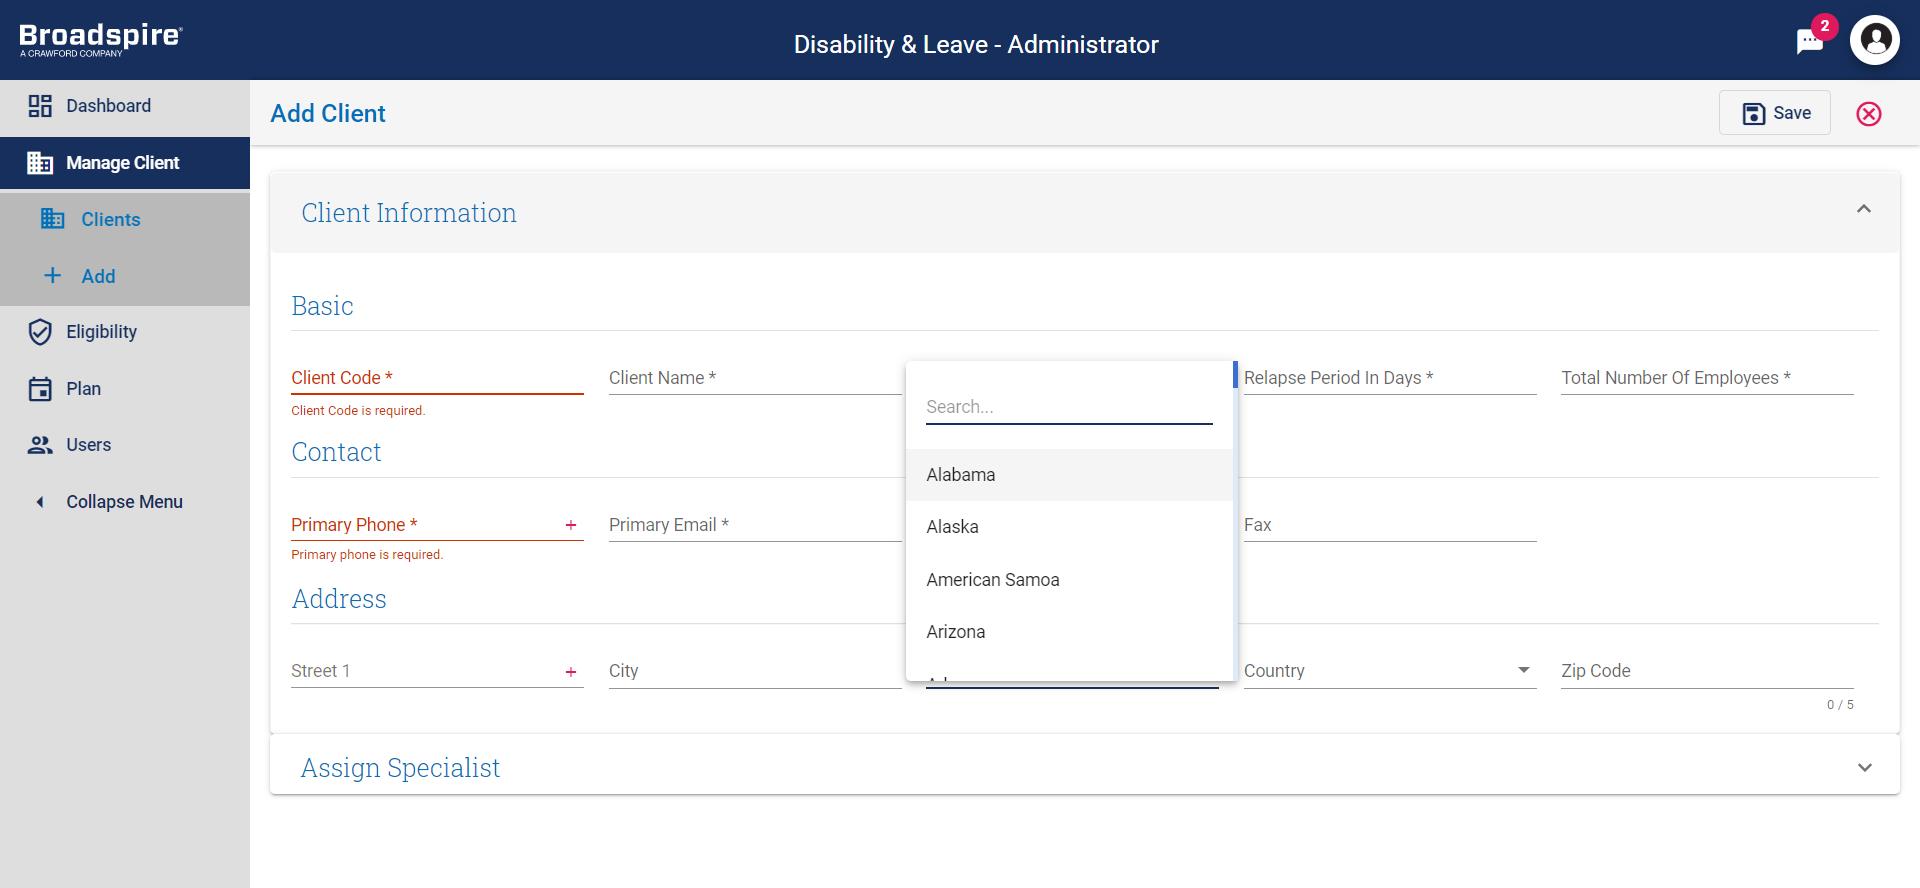 Broadspire
A CRAWFORD COMPANY
Disability & Leave - Administrator
2
Dashboard
Manage Client
Clients
Add
Eligibility
Plan
Users
Collapse Menu
Add Client
Save
Client Information
Basic
Client Code *
Client Name *
Relapse Period In Days *
Total Number Of Employees *
Client Code is required.
Search...
Alabama
Alaska
American Samoa
Arizona
Contact
Primary Phone *
Primary Email *
Fax
Primary phone is required.
Address
Street 1
City
Country
Zip Code
0 / 5
Assign Specialist